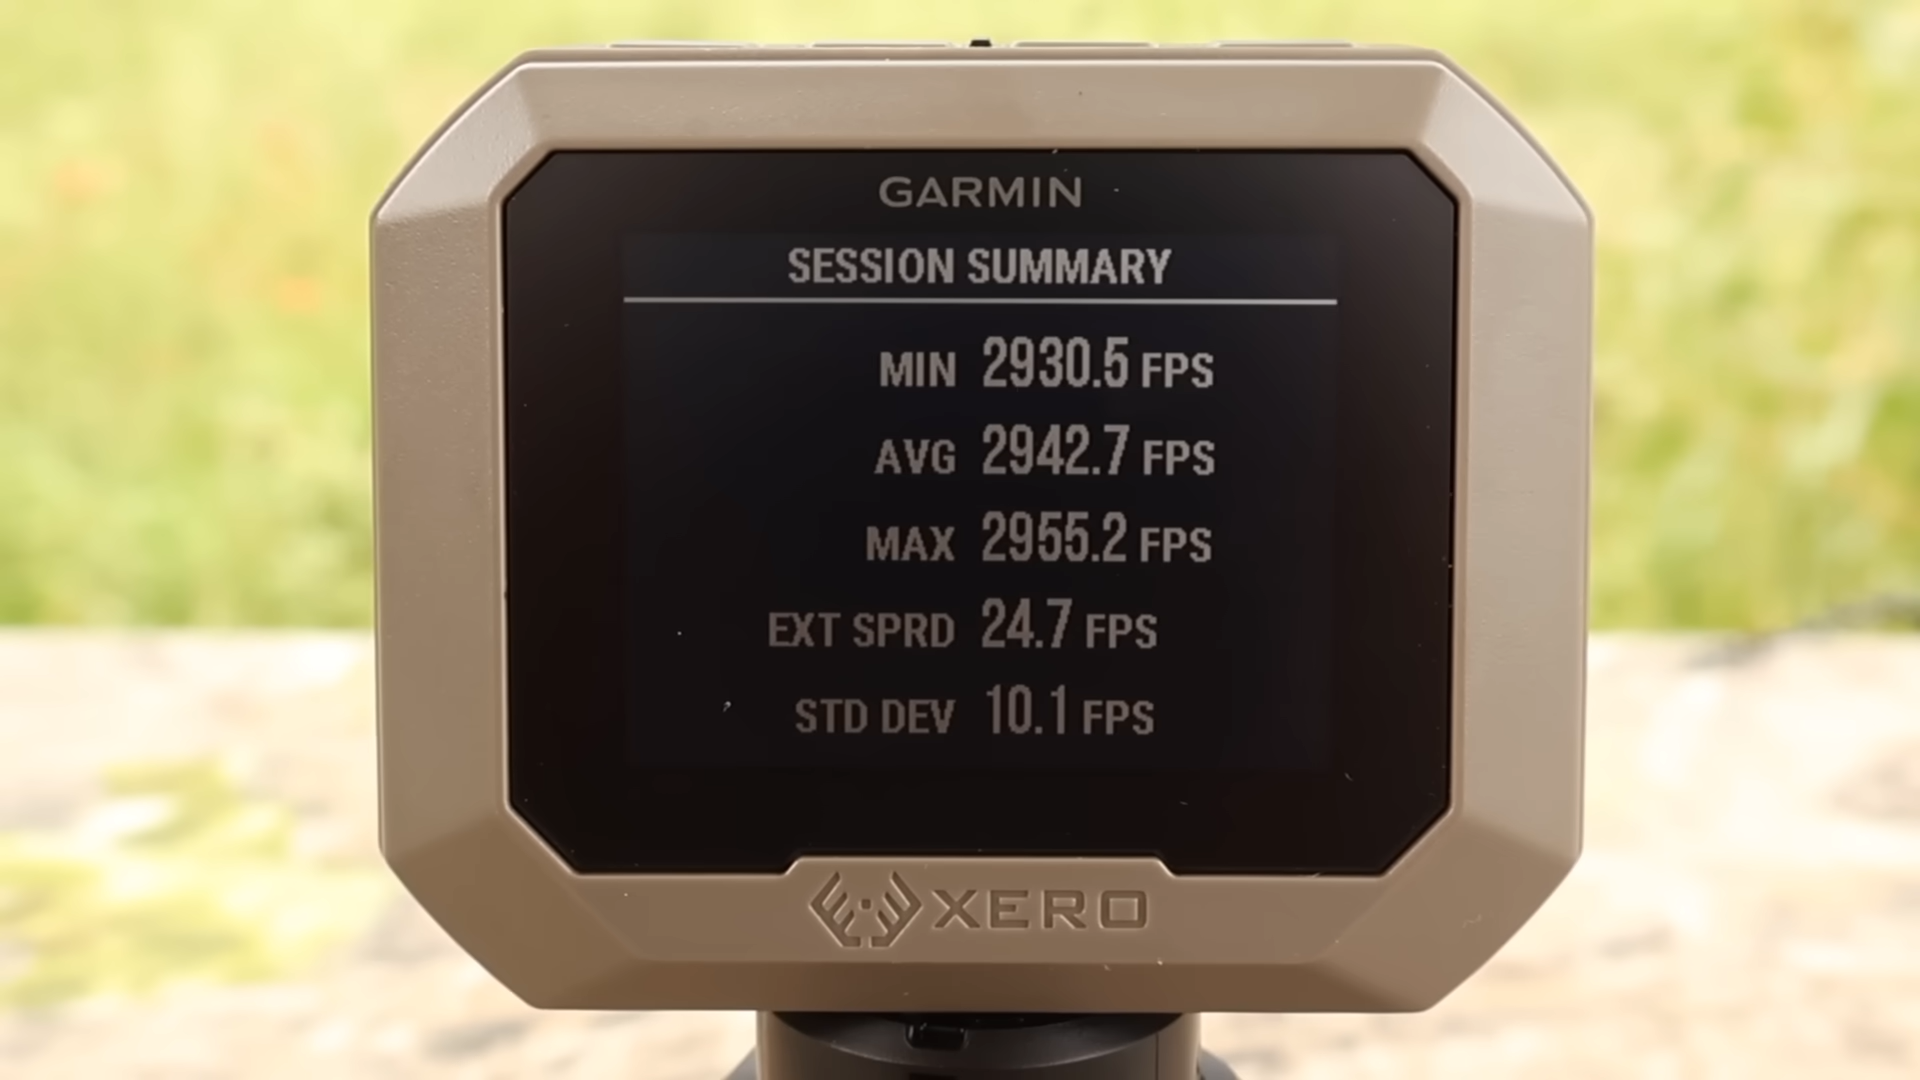 GARMIN
SESSION SUMMARY
MIN 2930.5 FPS
AVG 2942.7 FPS
MAX 2955.2 FPS
EXT SPRD 24.7 FPS
STD DEV 10.1 FPS
XERO